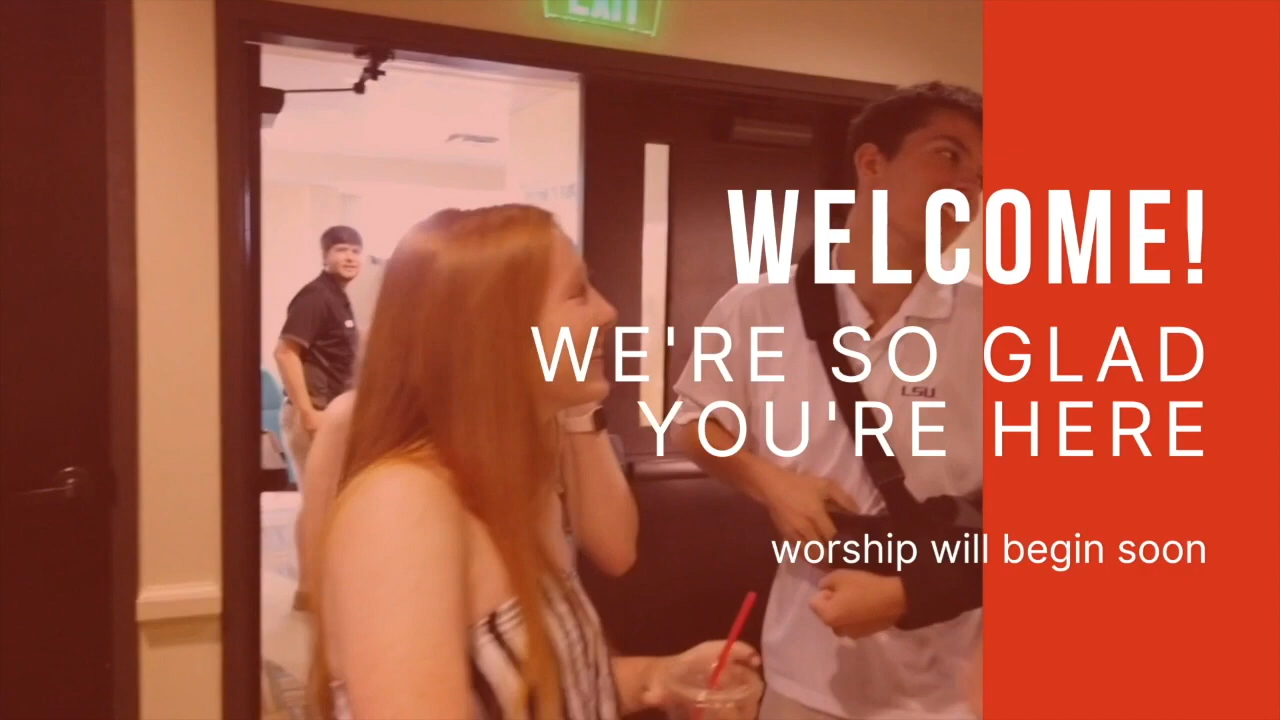 EXIT
WELCOME!
WE'RE SO GLAD
LSU
YOU'RE HERE
worship will begin soon